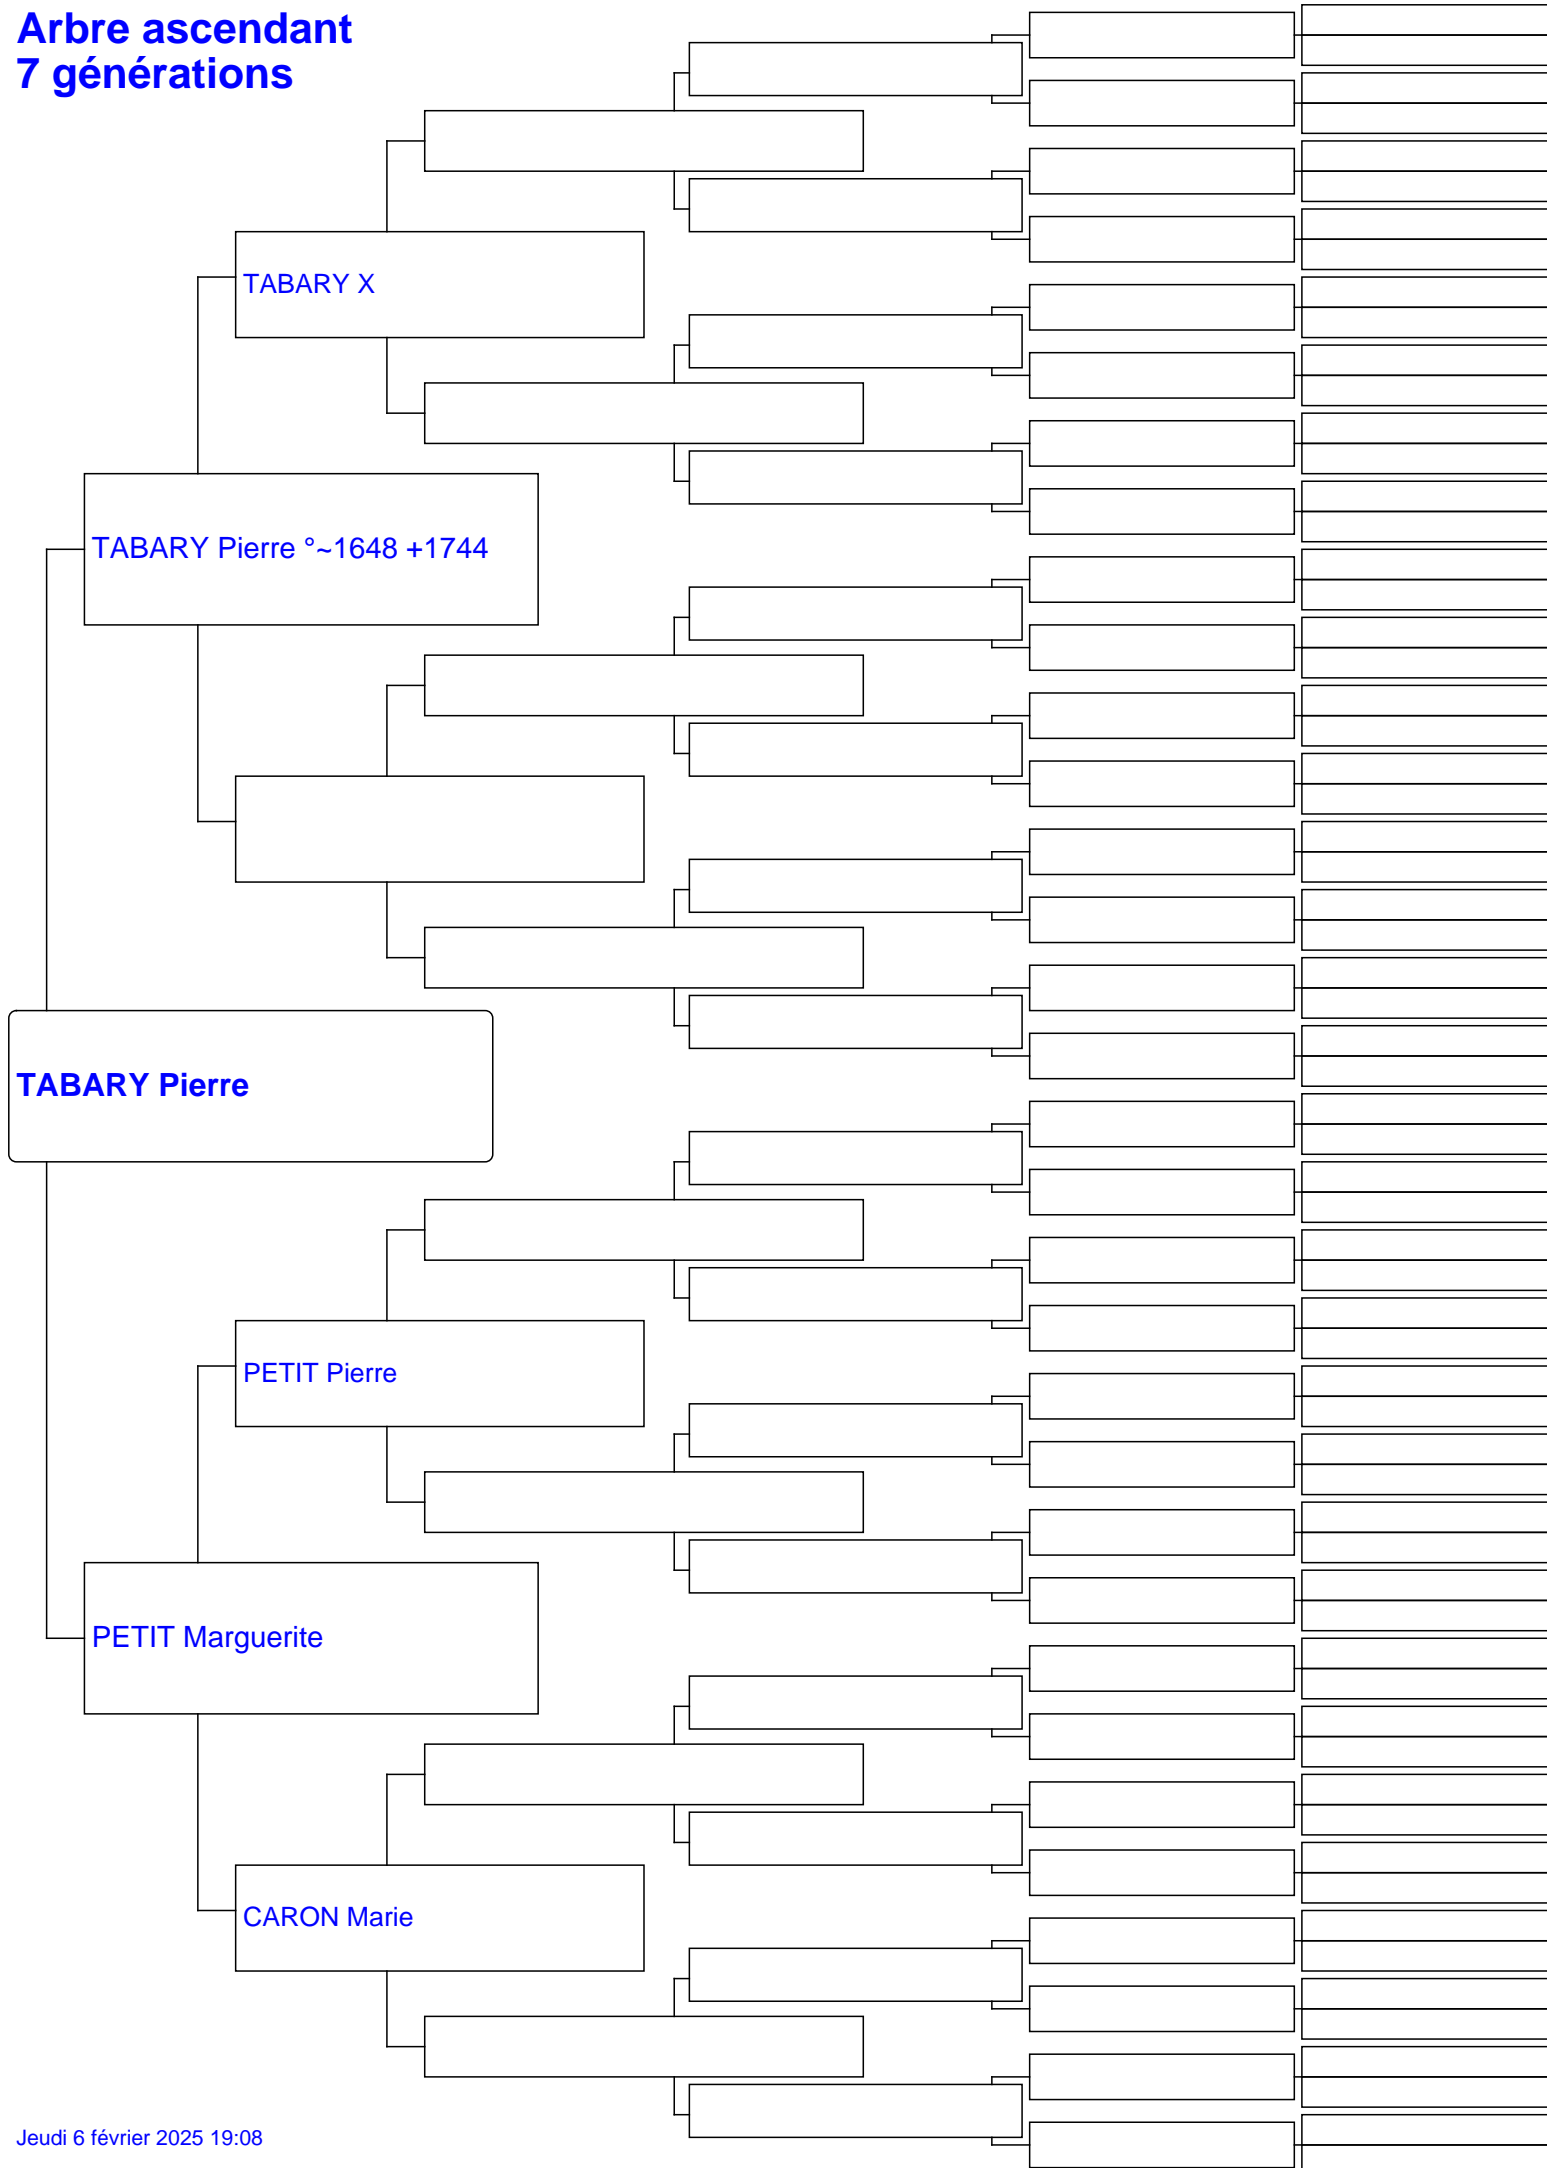 Arbre ascendant
7 générations
TABARY X
TABARY Pierre °~1648 +1744
TABARY Pierre
PETIT Pierre
PETIT Marguerite
CARON Marie
Jeudi 6 février 2025 19:08